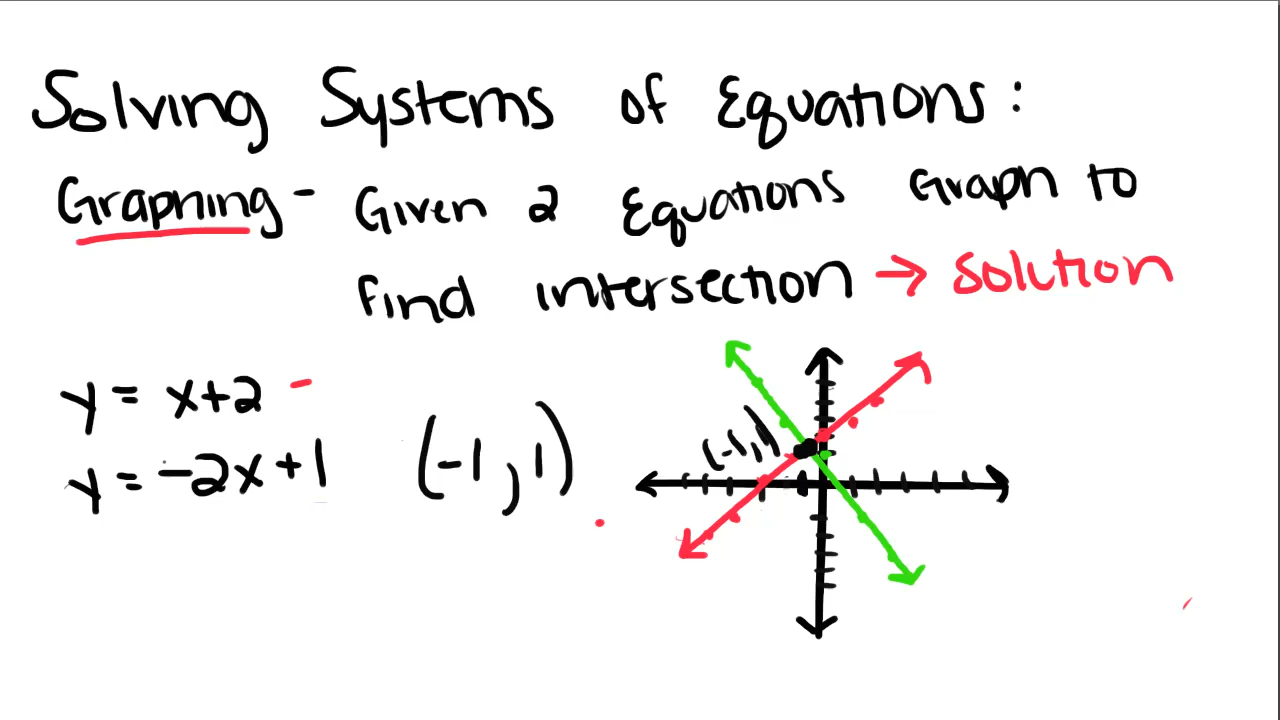 Solving Systems of Equations:
Graphing - Given 2 Equations Graph to
find intersection → Solution
y = x+2 -
y = -2x+1
(-1,1)
(-1,1)